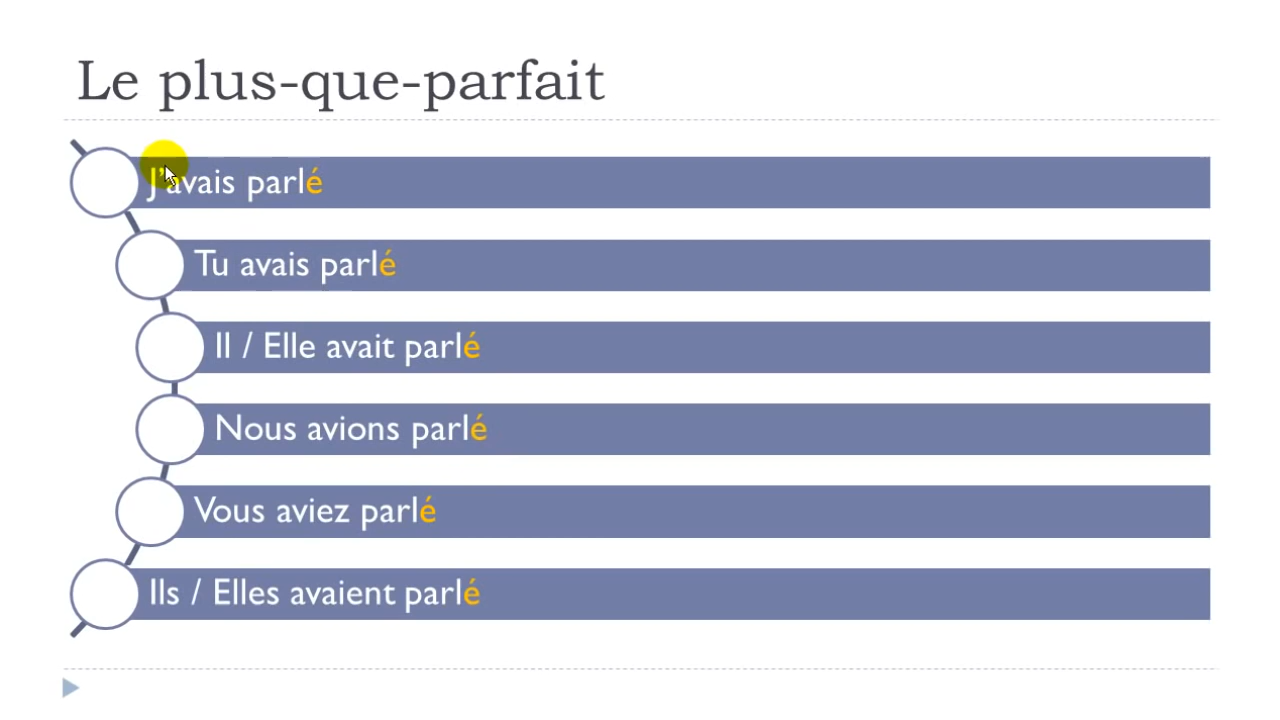 Le plus-que-parfait
J'avais parlé
Tu avais parlé
Il / Elle avait parlé
Nous avions parlé
Vous aviez parlé
Ils / Elles avaient parlé